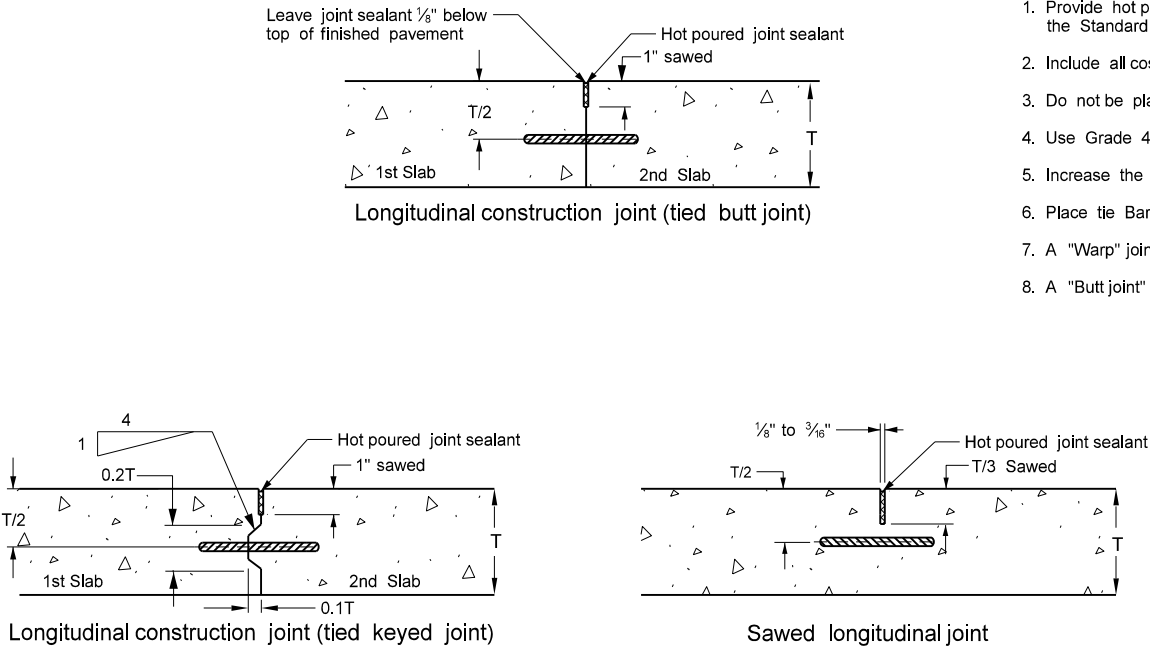 Leave joint sealant ⅛" below
top of finished pavement
Hot poured joint sealant
1" sawed
T/2
T
1st Slab
2nd Slab
Longitudinal construction joint (tied butt joint)
1. Provide hot p
the Standard
2. Include all cos
3. Do not be pla
4. Use Grade 4
5. Increase the
6. Place tie Bar
7. A "Warp" join
8. A "Butt joint"
4
1
Hot poured joint sealant
1" sawed
0.2T
T/2
T
1st Slab
2nd Slab
0.1T
Longitudinal construction joint (tied keyed joint)
⅛" to 3⁄16"
Hot poured joint sealant
T/2
T/3 Sawed
T
Sawed longitudinal joint